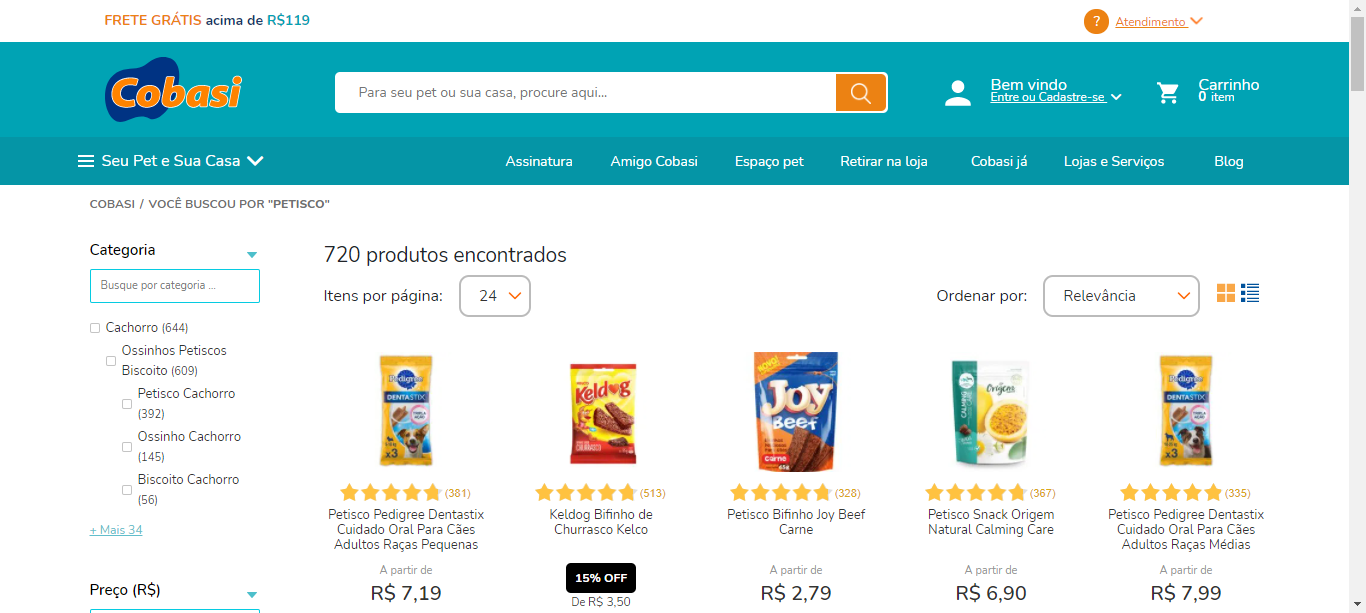 FRETE GRÁTIS acima de R$119
? Atendimento
Cobasi
Para seu pet ou sua casa, procure aqui...
Bem vindo
Entre ou Cadastre-se
Carrinho
0 item
Seu Pet e Sua Casa
Assinatura
Amigo Cobasi
Espaço pet
Retirar na loja
Cobasi já
Lojas e Serviços
Blog
COBASI / VOCÊ BUSCOU POR "PETISCO"
Categoria
Busque por categoria ...
Cachorro (644)
Ossinhos Petiscos
Biscoito (609)
Petisco Cachorro
(392)
Ossinho Cachorro
(145)
Biscoito Cachorro
(56)
+ Mais 34
Preço (R$)
720 produtos encontrados
Itens por página: 24
Ordenar por: Relevância
Pedigree
DENTASTIX
x3
(381)
Petisco Pedigree Dentastix
Cuidado Oral Para Cães
Adultos Raças Pequenas
A partir de
R$ 7,19
Keldog
CHURRASCO
(513)
Keldog Bifinho de
Churrasco Kelco
15% OFF
De R$ 3,50
NOVO!
Joy
Beef
Carne
(328)
Petisco Bifinho Joy Beef
Carne
A partir de
R$ 2,79
CALMING
Origem
(367)
Petisco Snack Origem
Natural Calming Care
A partir de
R$ 6,90
Pedigree
DENTASTIX
x3
(335)
Petisco Pedigree Dentastix
Cuidado Oral Para Cães
Adultos Raças Médias
A partir de
R$ 7,99